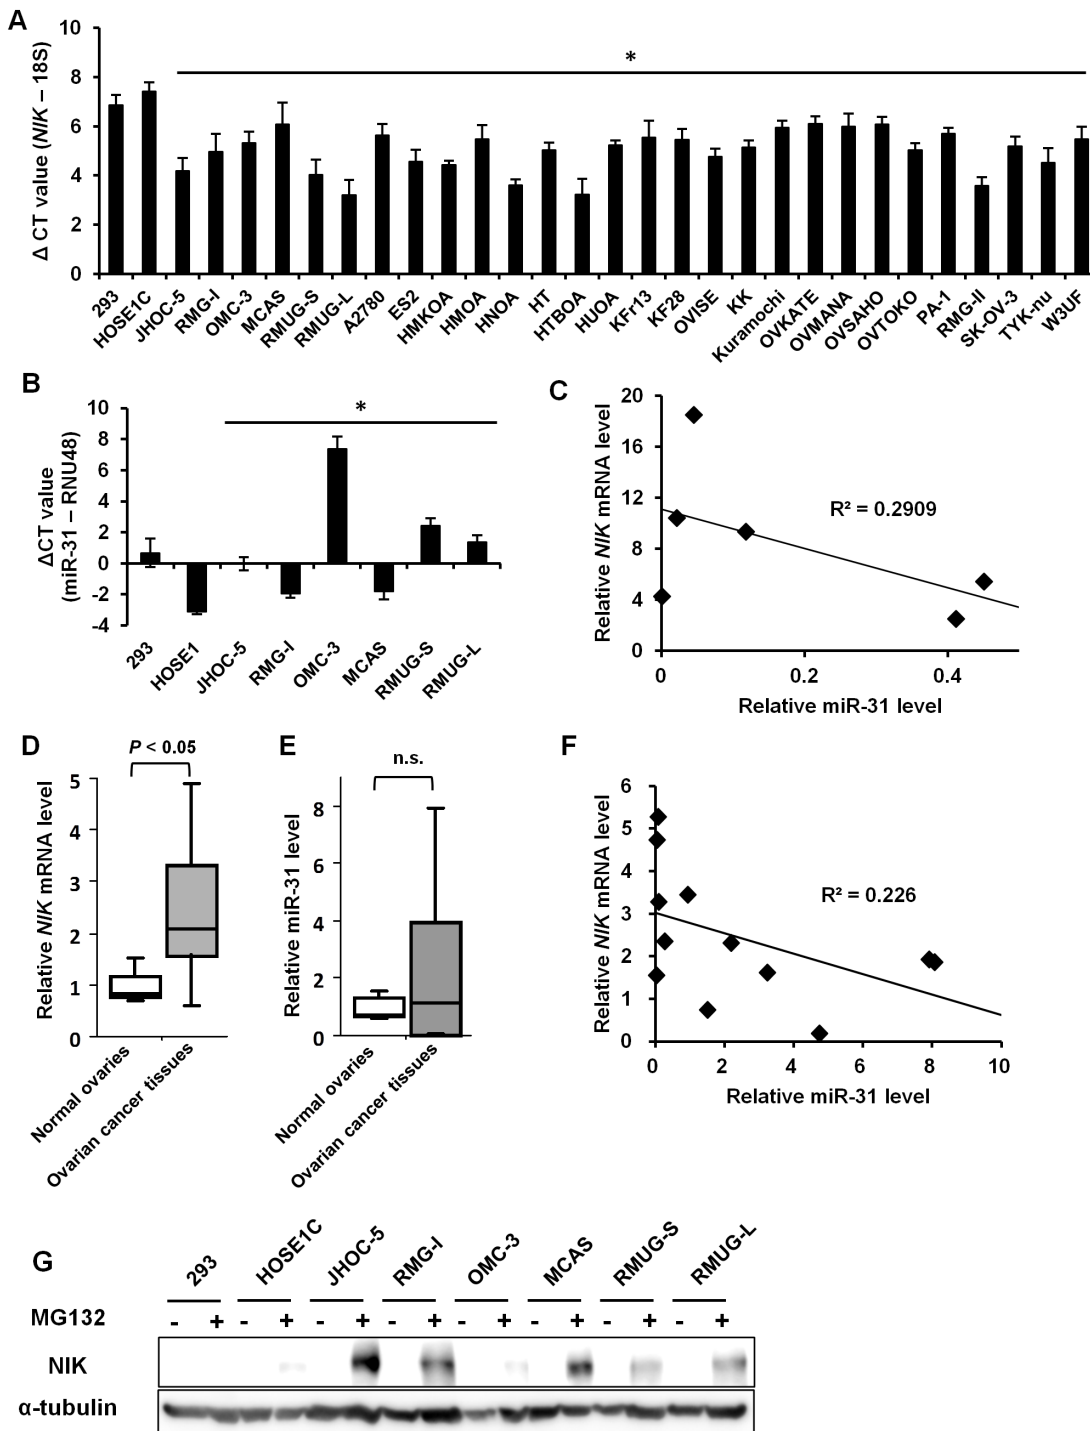 A
Δ CT value (NIK – 18S)
10
8
6
4
2
0
*
293
HOSE1C
JHOC-5
RMG-I
OMC-3
MCAS
RMUG-S
RMUG-L
A2780
ES2
HMKOA
HMOA
HNOA
HT
HTBOA
HUOA
KFr13
KF28
OVISE
KK
Kuramochi
OVKATE
OVMANA
OVSAHO
OVTOKO
PA-1
RMG-II
SK-OV-3
TYK-nu
W3UF
B
ΔCT value
(miR-31 – RNU48)
10
8
6
4
2
0
-2
-4
*
293
HOSE1
JHOC-5
RMG-I
OMC-3
MCAS
RMUG-S
RMUG-L
C
Relative NIK mRNA level
20
16
12
8
4
0
R² = 0.2909
0
0.2
0.4
Relative miR-31 level
D
P < 0.05
Relative NIK mRNA level
5
4
3
2
1
0
Normal ovaries
Ovarian cancer tissues
E
n.s.
Relative miR-31 level
8
6
4
2
0
Normal ovaries
Ovarian cancer tissues
F
Relative NIK mRNA level
6
5
4
3
2
1
0
R² = 0.226
0
2
4
6
8
10
Relative miR-31 level
G
293
HOSE1C
JHOC-5
RMG-I
OMC-3
MCAS
RMUG-S
RMUG-L
MG132 - + - + - + - + - + - + - + - +
NIK
α-tubulin